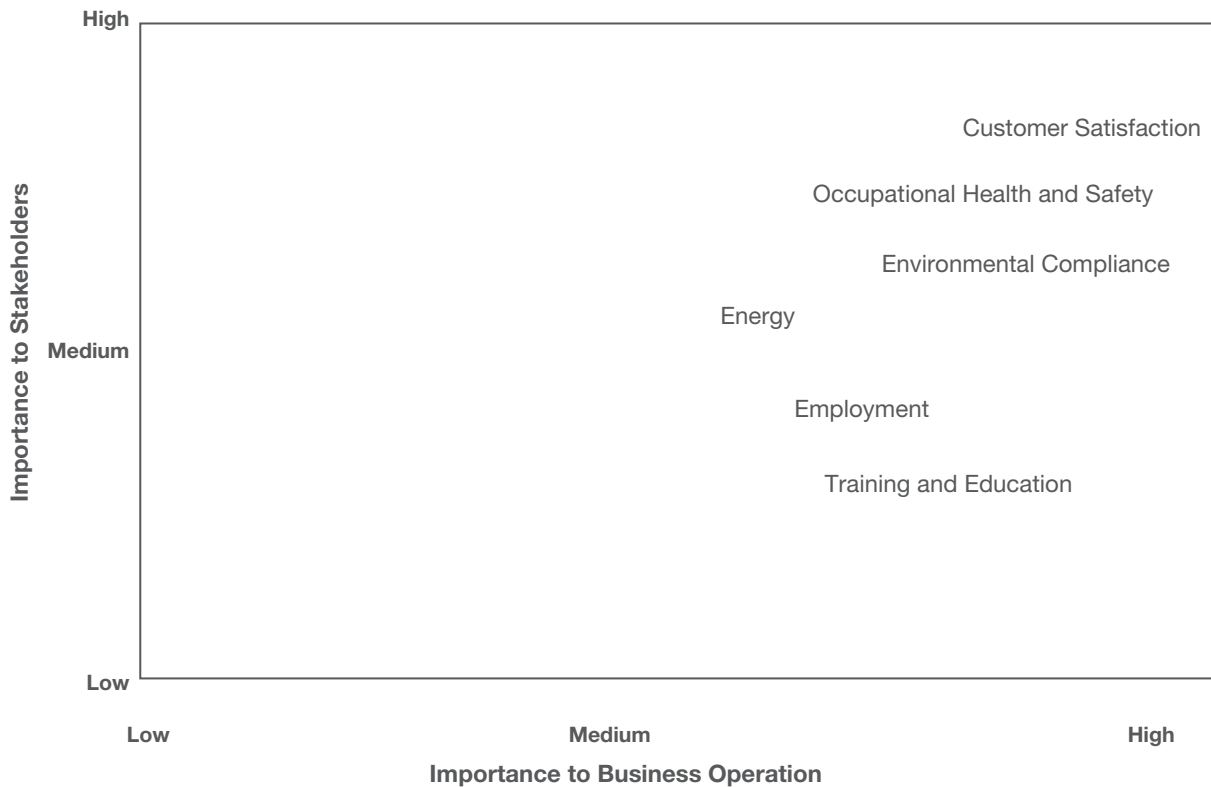 High
Customer Satisfaction
Occupational Health and Safety
Environmental Compliance
Energy
Medium
Employment
Training and Education
Low
Importance to Stakeholders
Low Medium High
Importance to Business Operation